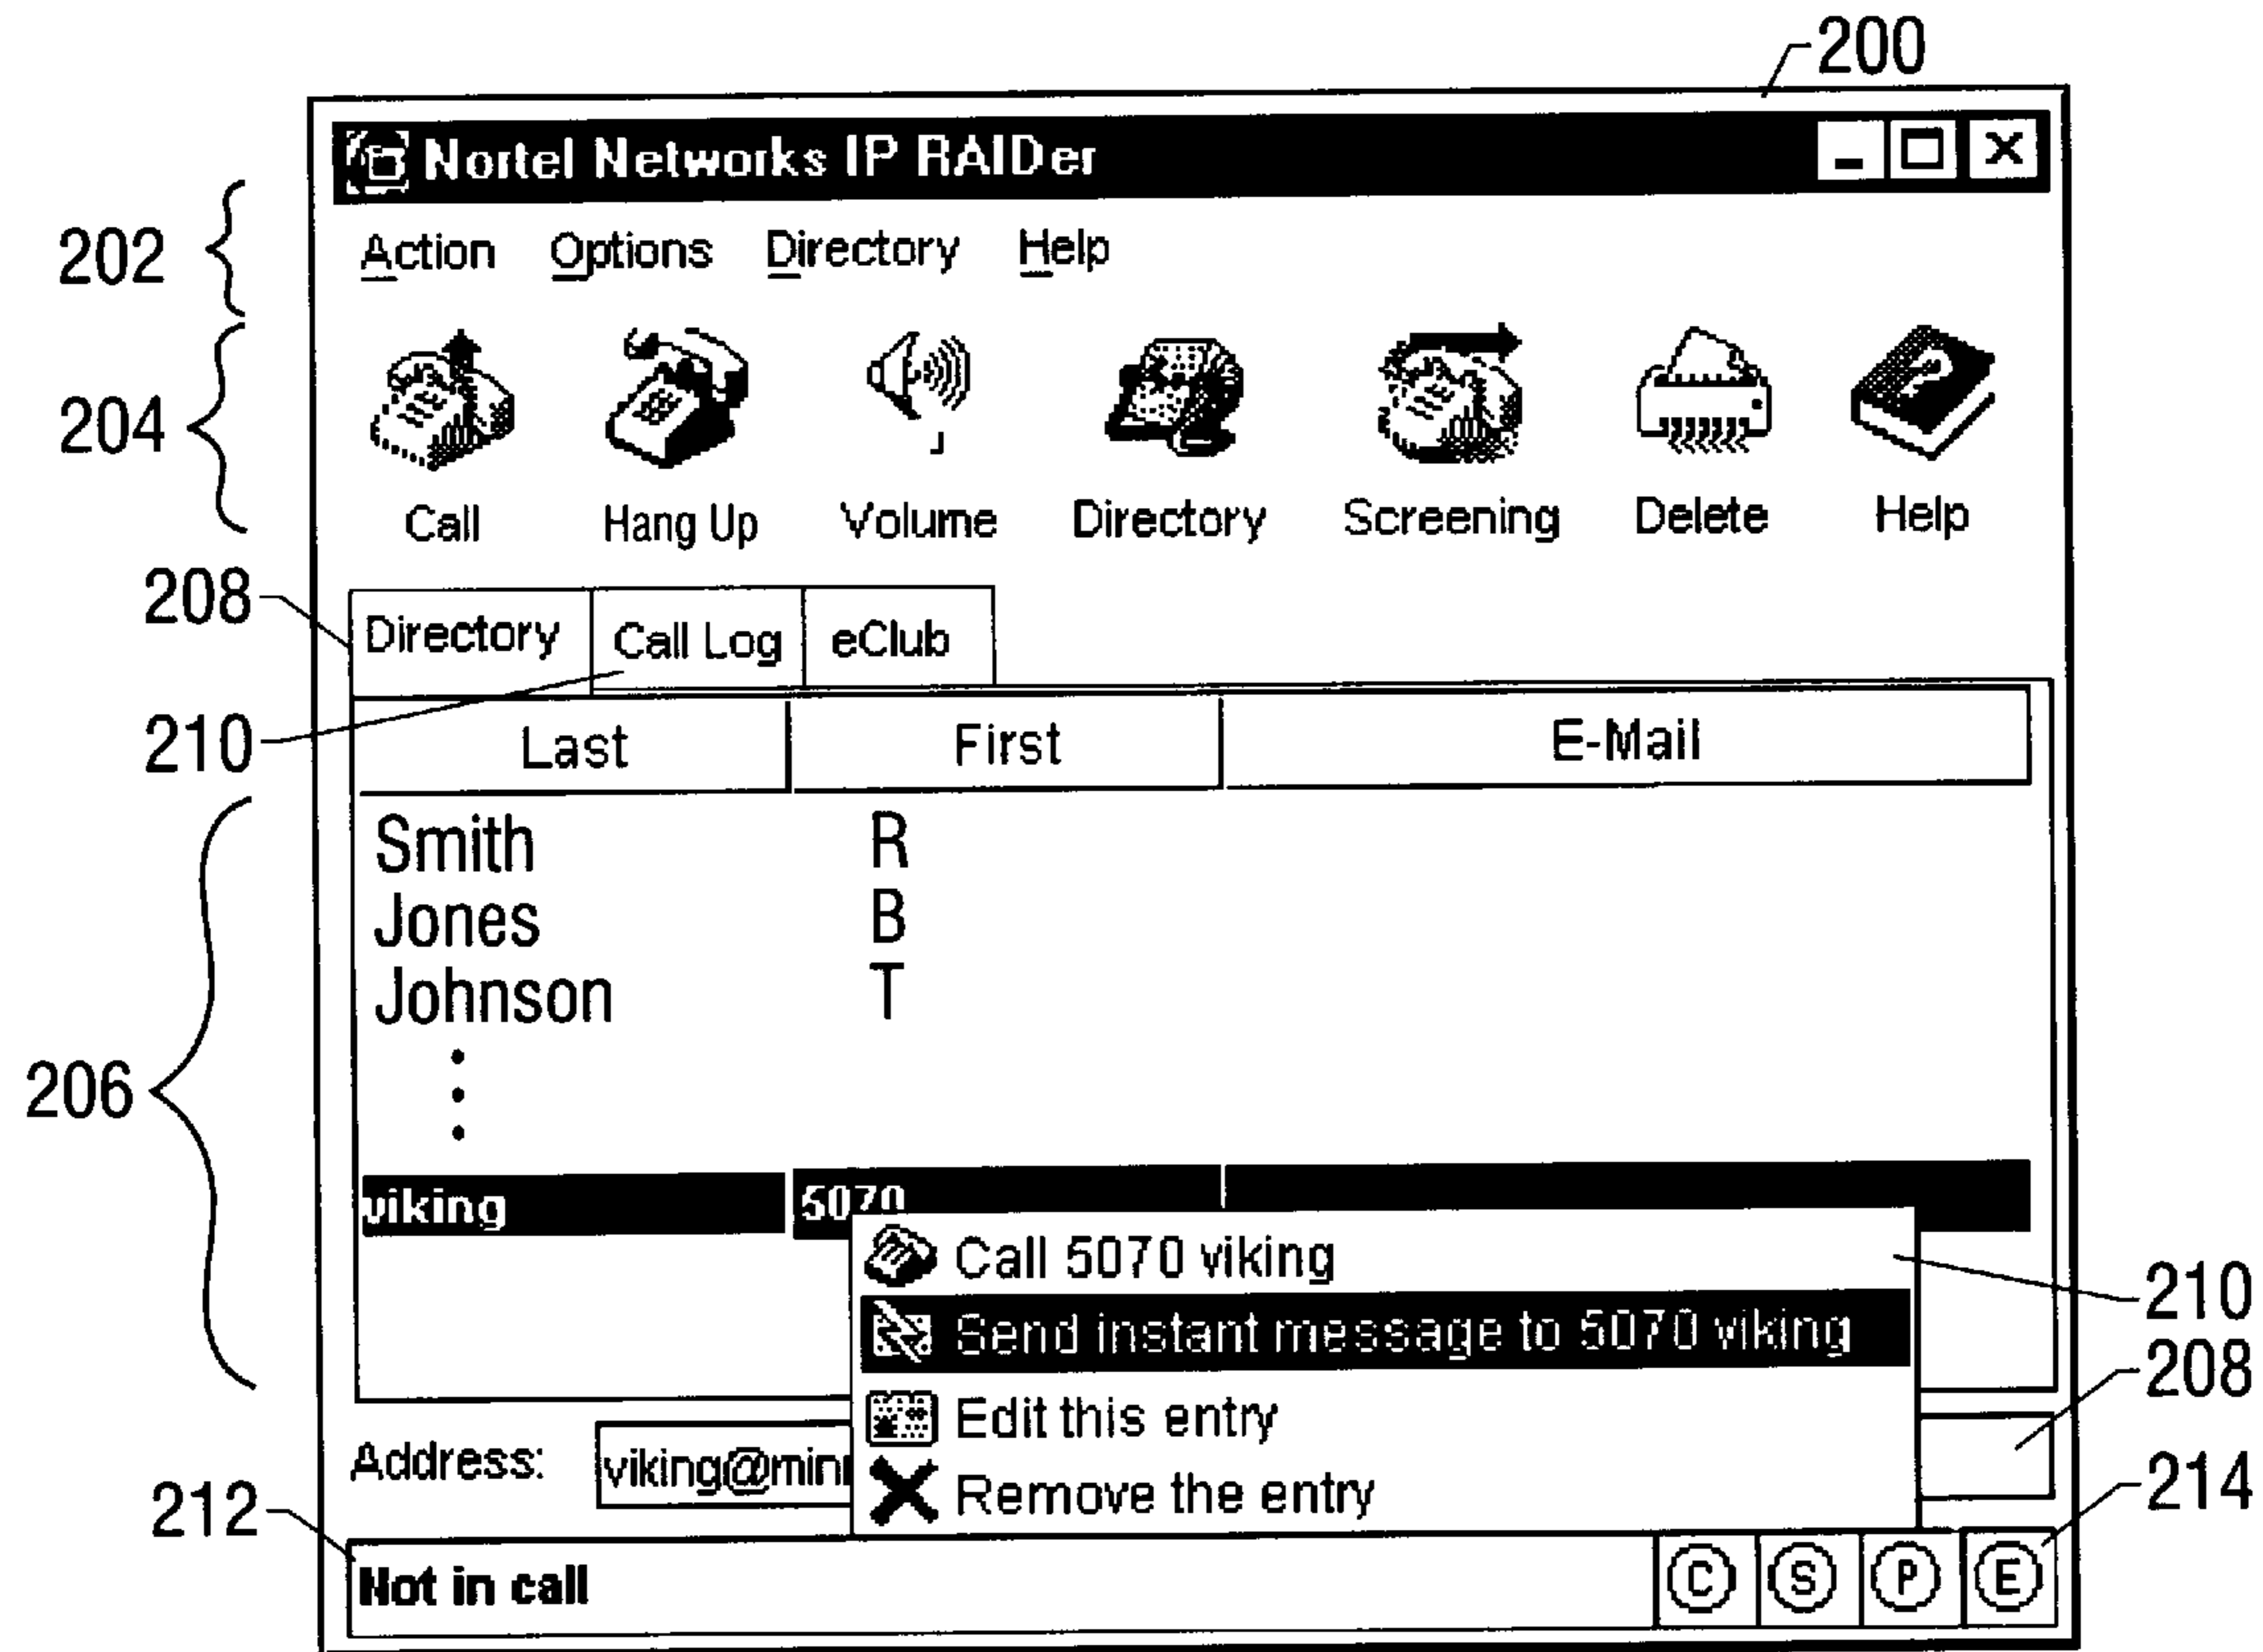 200
Nortel Networks IP RAIDer
202
Action Options Directory Help
204
Call Hang Up Volume Directory Screening Delete Help
208
Directory Call Log eClub
210
Last First E-Mail
Smith R
Jones B
Johnson T
206
viking 5070
Call 5070 viking
210
Send instant message to 5070 viking
208
Edit this entry
Address: viking@min
Remove the entry
214
212
Not in call C S P E